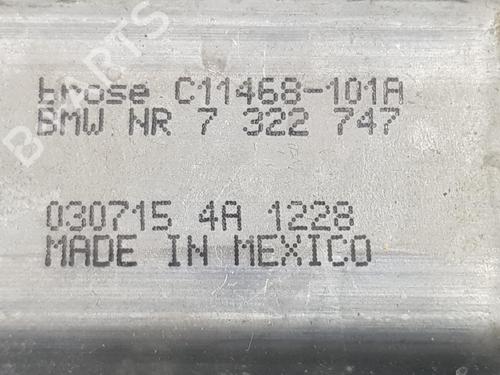 brose C11468-101A
BMW NR 7 322 747
030715 4A 1228
MADE IN MEXICO